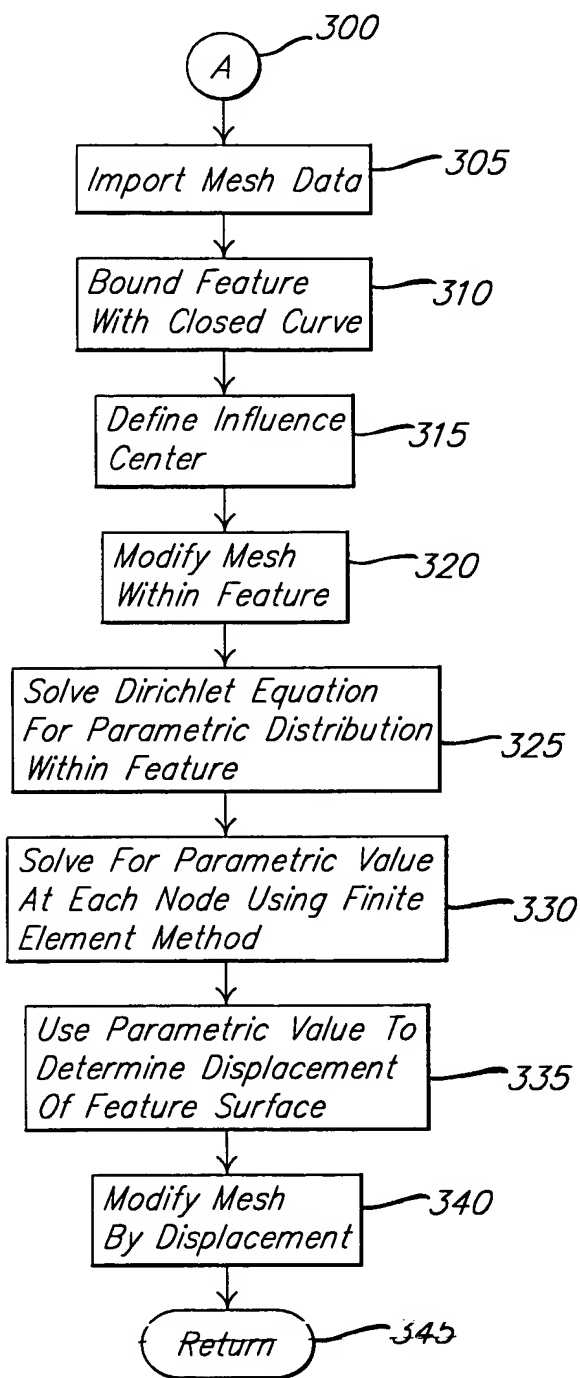 300
A
Import Mesh Data
305
Bound Feature
With Closed Curve
310
Define Influence
Center
315
Modify Mesh
Within Feature
320
Solve Dirichlet Equation
For Parametric Distribution
Within Feature
325
Solve For Parametric Value
At Each Node Using Finite
Element Method
330
Use Parametric Value To
Determine Displacement
Of Feature Surface
335
Modify Mesh
By Displacement
340
Return
345